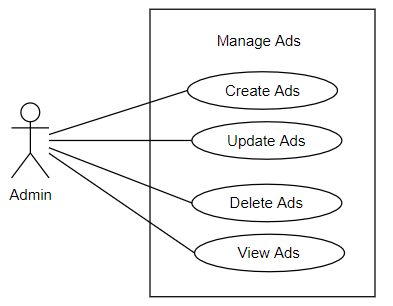 Manage Ads
Create Ads
Update Ads
Delete Ads
View Ads
Admin